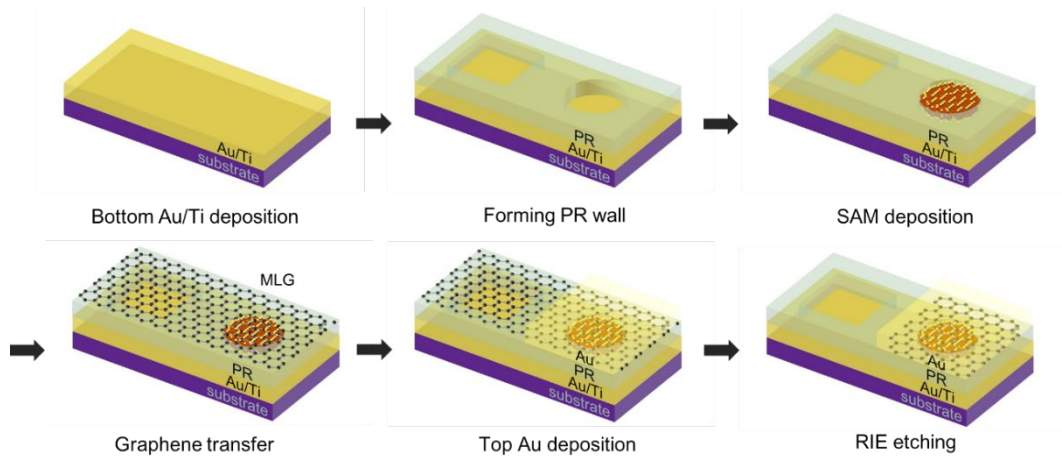 Au/Ti
substrate
Bottom Au/Ti deposition
PR
Au/Ti
substrate
Forming PR wall
PR
Au/Ti
substrate
SAM deposition
MLG
PR
Au/Ti
substrate
Graphene transfer
Au
PR
Au/Ti
substrate
Top Au deposition
Au
PR
Au/Ti
substrate
RIE etching